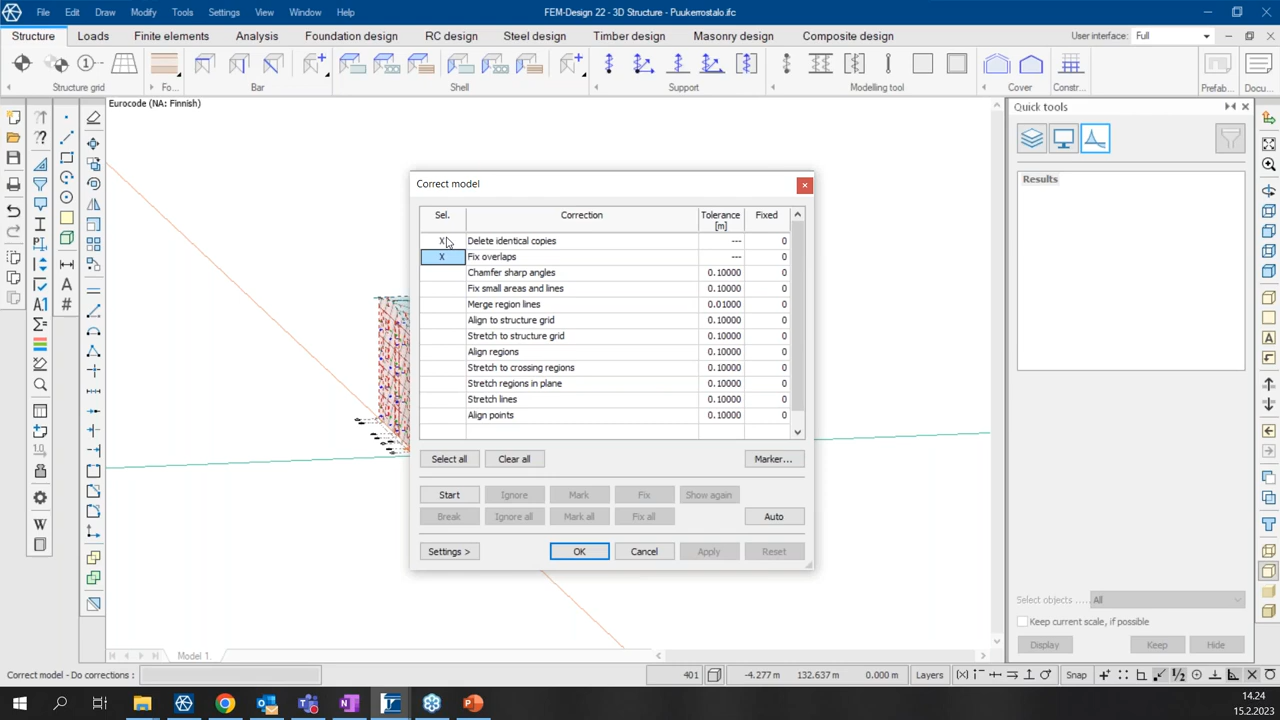 File Edit Draw Modify Tools Settings View Window Help
FEM-Design 22 - 3D Structure - Puukerrostalo.ifc
Structure Loads Finite elements Analysis Foundation design RC design Steel design Timber design Masonry design Composite design
User interface: Full
Structure grid Fo... Bar Shell Support Modelling tool Cover Constr... Prefab... Docu...
Eurocode (NA: Finnish)
Quick tools
Results
Correct model
Sel. Correction Tolerance [m] Fixed
X Delete identical copies --- 0
X Fix overlaps --- 0
Chamfer sharp angles 0.10000 0
Fix small areas and lines 0.10000 0
Merge region lines 0.01000 0
Align to structure grid 0.10000 0
Stretch to structure grid 0.10000 0
Align regions 0.10000 0
Stretch to crossing regions 0.10000 0
Stretch regions in plane 0.10000 0
Stretch lines 0.10000 0
Align points 0.10000 0
Select all Clear all Marker...
Start Ignore Mark Fix Show again
Break Ignore all Mark all Fix all Auto
Settings > OK Cancel Apply Reset
Select objects ..... All
Keep current scale, if possible
Display Keep Hide
Model 1.
Correct model - Do corrections :
401 -4.277 m 132.637 m 0.000 m Layers Snap
14.24
15.2.2023